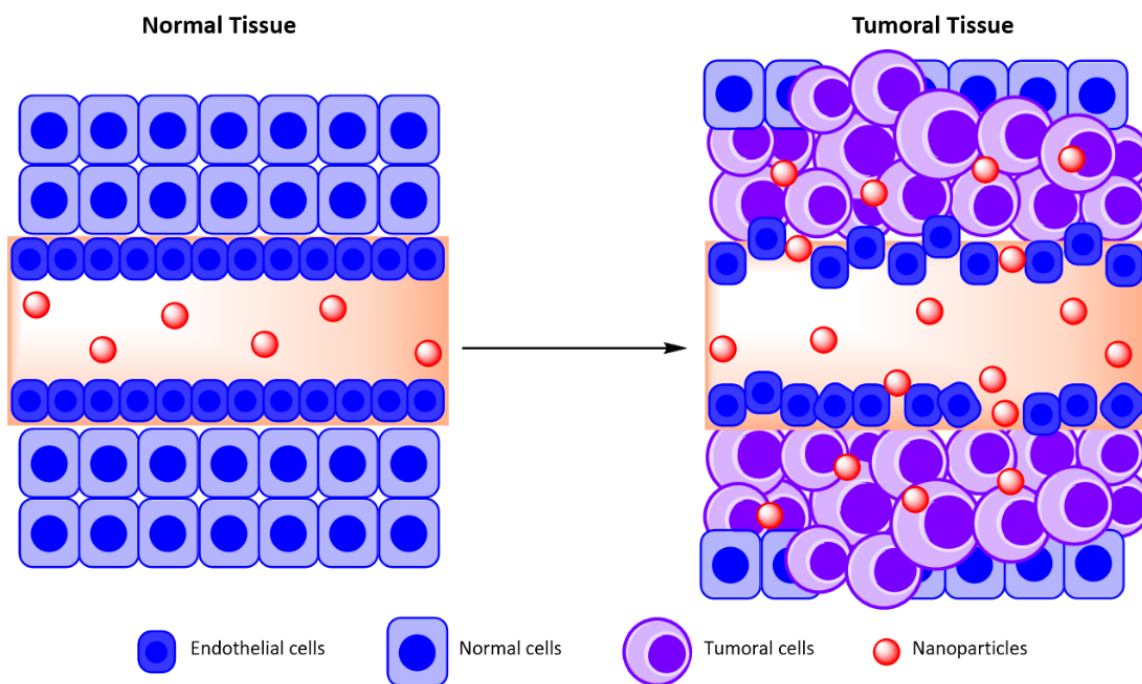 Normal Tissue
Tumoral Tissue
Endothelial cells
Normal cells
Tumoral cells
Nanoparticles